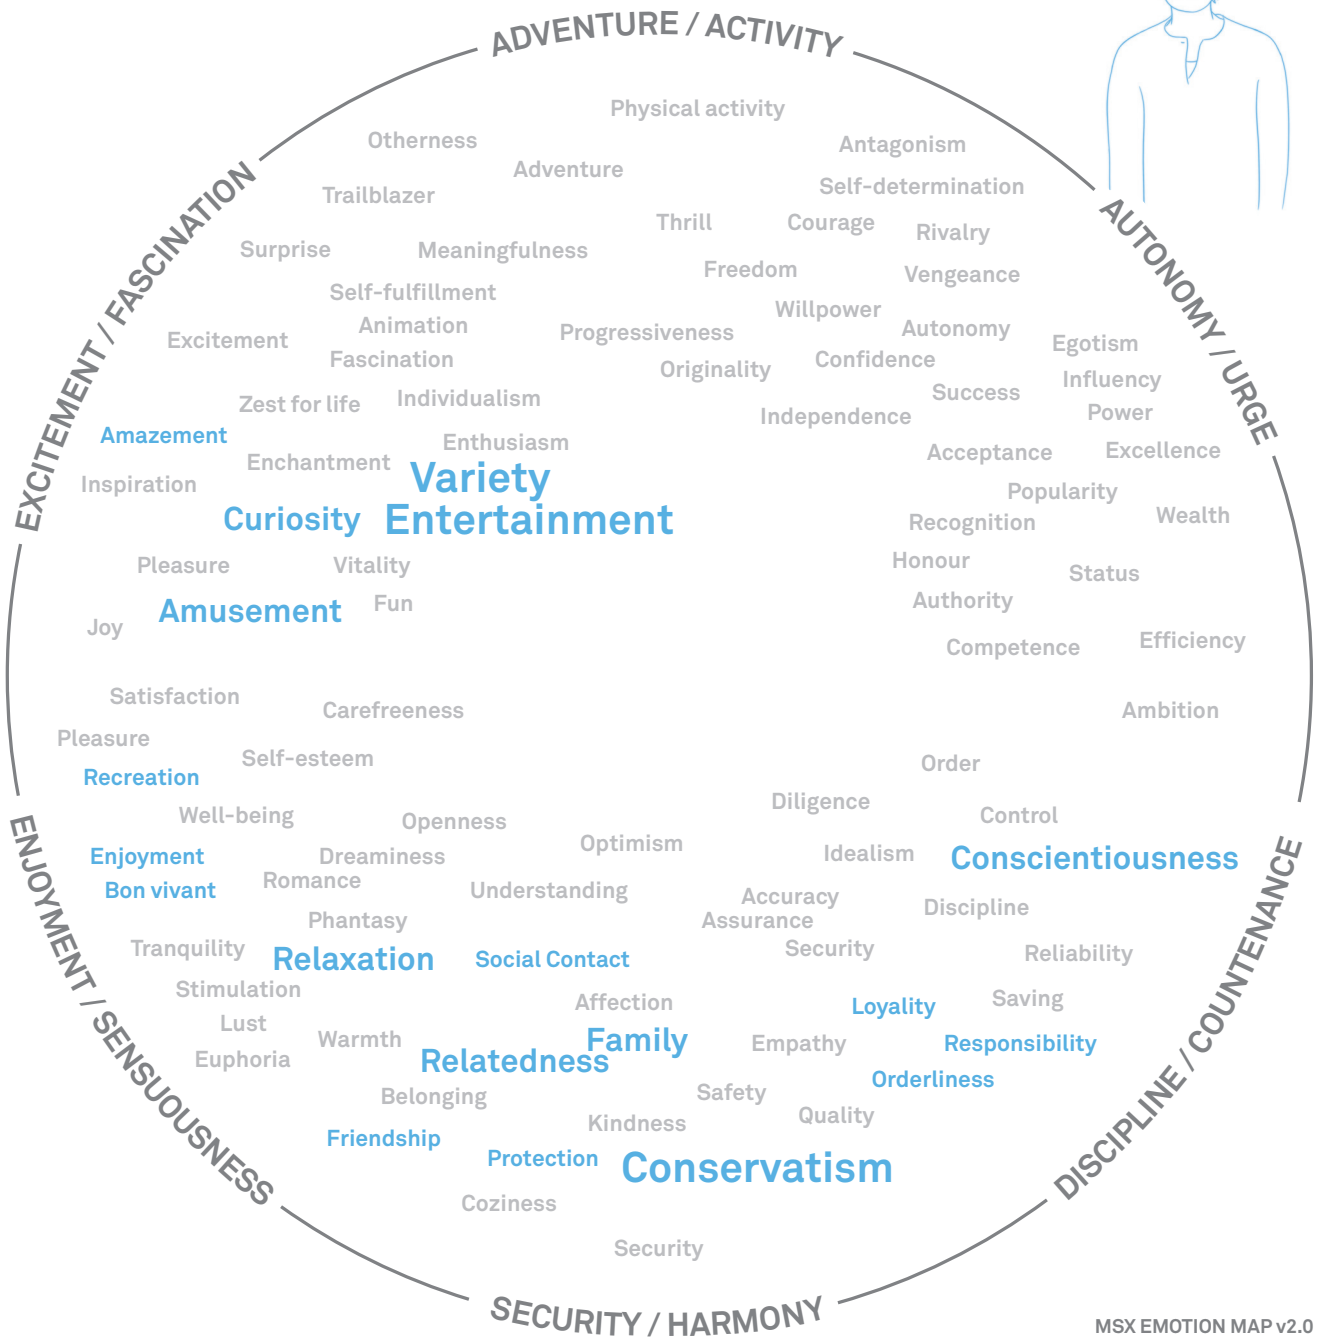 ADVENTURE / ACTIVITY
Physical activity
Otherness
Antagonism
Adventure
Self-determination
Trailblazer
Thrill
Courage
Rivalry
Surprise
Meaningfulness
Freedom
Vengeance
Self-fulfillment
Willpower
Animation
Progressiveness
Autonomy
Excitement
Egotism
Fascination
Originality
Confidence
Influency
Success
Zest for life
Individualism
Power
Independence
Amazement
Enthusiasm
Acceptance
Excellence
Enchantment
Variety
Inspiration
Popularity
Curiosity
Entertainment
Recognition
Wealth
Pleasure
Vitality
Honour
Status
Amusement
Fun
Authority
Joy
Competence
Efficiency
Satisfaction
Carefreeness
Ambition
Pleasure
Self-esteem
Order
Recreation
Diligence
Well-being
Openness
Control
Optimism
Enjoyment
Dreaminess
Idealism
Conscientiousness
Bon vivant
Romance
Understanding
Accuracy
Discipline
Phantasy
Assurance
Tranquility
Relaxation
Social Contact
Security
Reliability
Stimulation
Affection
Loyality
Saving
Lust
Warmth
Family
Empathy
Responsibility
Euphoria
Relatedness
Orderliness
Belonging
Safety
Kindness
Quality
Friendship
Protection
Conservatism
Coziness
Security
EXCITEMENT / FASCINATION
AUTONOMY / URGE
ENJOYMENT / SENSUOUSNESS
DISCIPLINE / COUNTENANCE
SECURITY / HARMONY
MSX EMOTION MAP v2.0